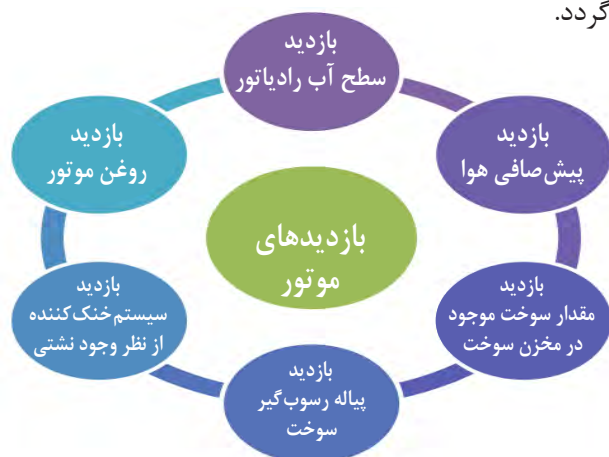 گردد.
بازدید
سطح آب رادیاتور
بازدید
پیش‌صافی هوا
بازدید
مقدار سوخت موجود
در مخزن سوخت
بازدید
پیاله رسوب‌گیر
سوخت
بازدید
سیستم خنک‌کننده
از نظر وجود نشتی
بازدید
روغن موتور
بازدیدهای
موتور